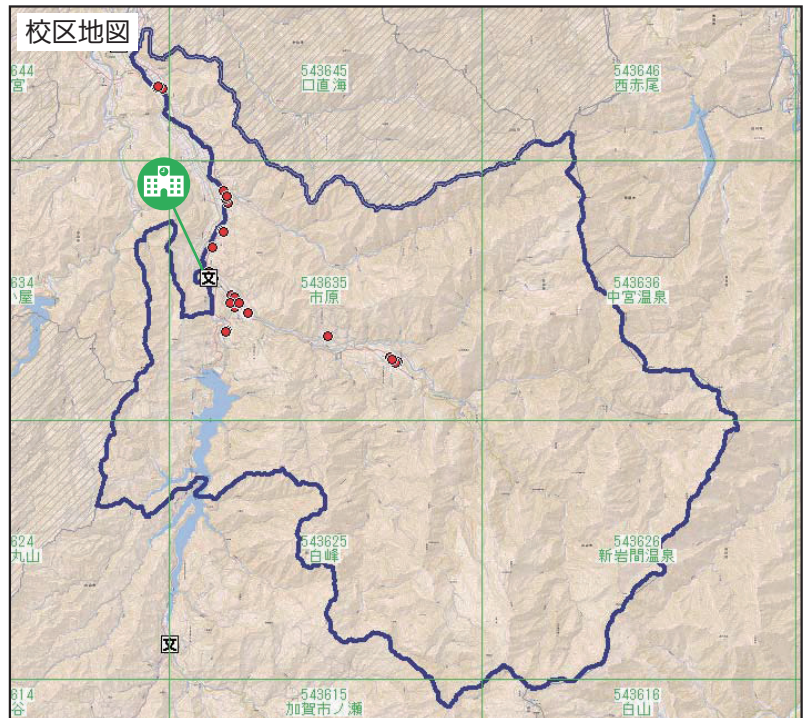 校区地図
644
宮
543645
口直海
543646
西赤尾
634
小屋
543635
市原
543636
中宮温泉
文
624
丸山
543625
白峰
543626
新岩間温泉
文
614
谷
543615
加賀市ノ瀬
543616
白山